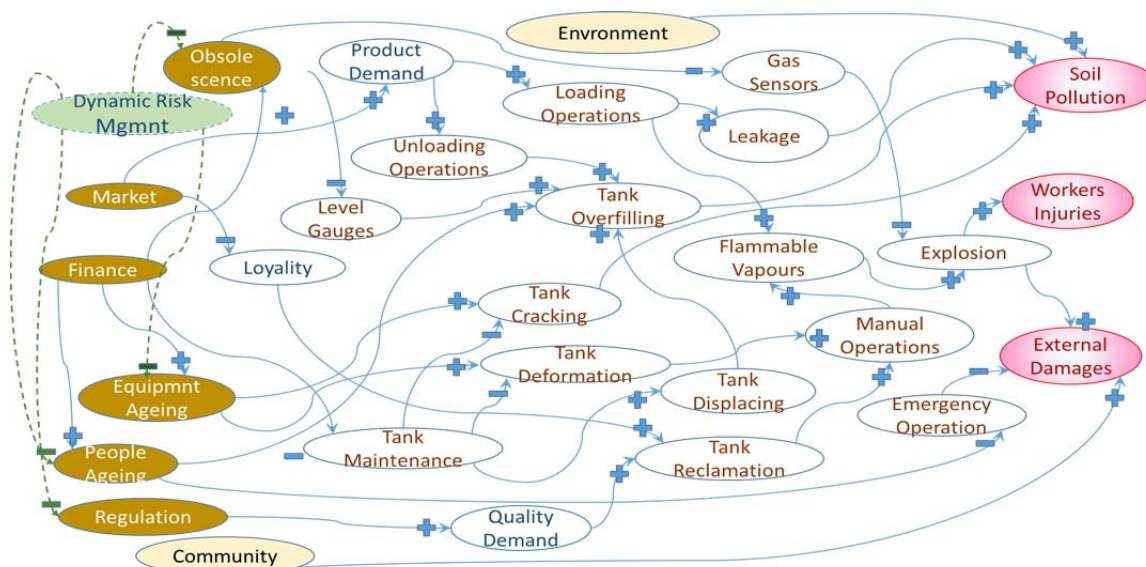 Envronment
Obsole
scence
Product
Demand
Gas
Sensors
Soil
Pollution
Dynamic Risk
Mgmnt
Loading
Operations
Leakage
Unloading
Operations
Market
Level
Gauges
Tank
Overfilling
Workers
Injuries
Finance
Loyality
Flammable
Vapours
Explosion
Tank
Cracking
Manual
Operations
External
Damages
Equipmnt
Ageing
Tank
Deformation
Tank
Displacing
Emergency
Operation
People
Ageing
Tank
Maintenance
Tank
Reclamation
Regulation
Quality
Demand
Community